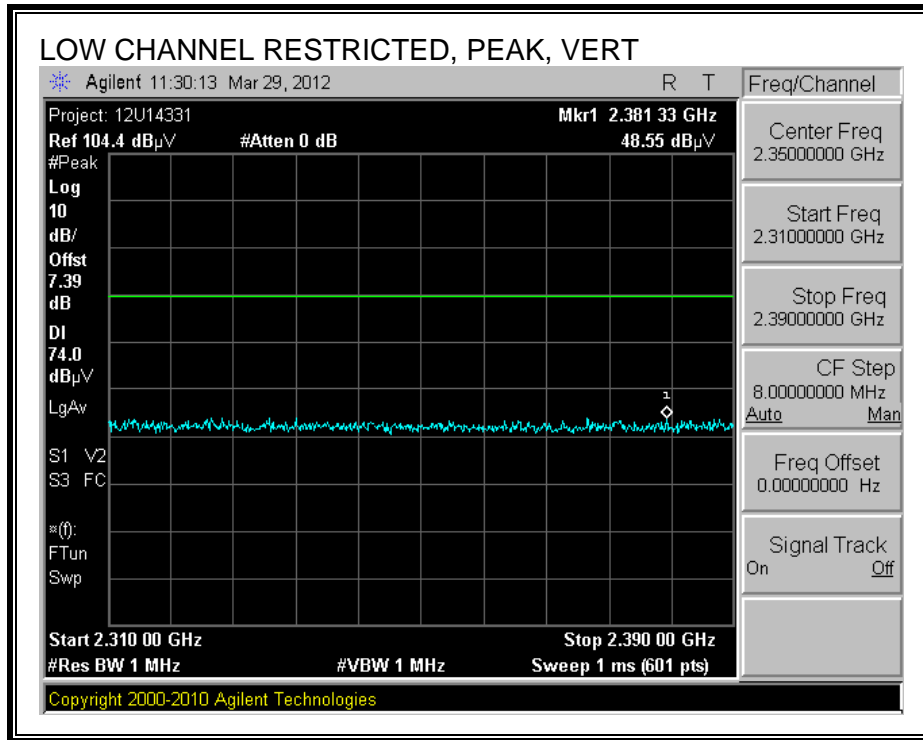 LOW CHANNEL RESTRICTED, PEAK, VERT
Agilent 11:30:13 Mar 29, 2012 R T
Freq/Channel
Project: 12U14331 Mkr1 2.381 33 GHz
Ref 104.4 dBµV #Atten 0 dB 48.55 dBµV
#Peak
Log
10
dB/
Offst
7.39
dB
DI
74.0
dBµV
LgAv
S1 V2
S3 FC
¤(f):
FTun
Swp
1
Start 2.310 00 GHz Stop 2.390 00 GHz
#Res BW 1 MHz #VBW 1 MHz Sweep 1 ms (601 pts)
Center Freq
2.35000000 GHz
Start Freq
2.31000000 GHz
Stop Freq
2.39000000 GHz
CF Step
8.00000000 MHz
Auto Man
Freq Offset
0.00000000 Hz
Signal Track
On Off
Copyright 2000-2010 Agilent Technologies